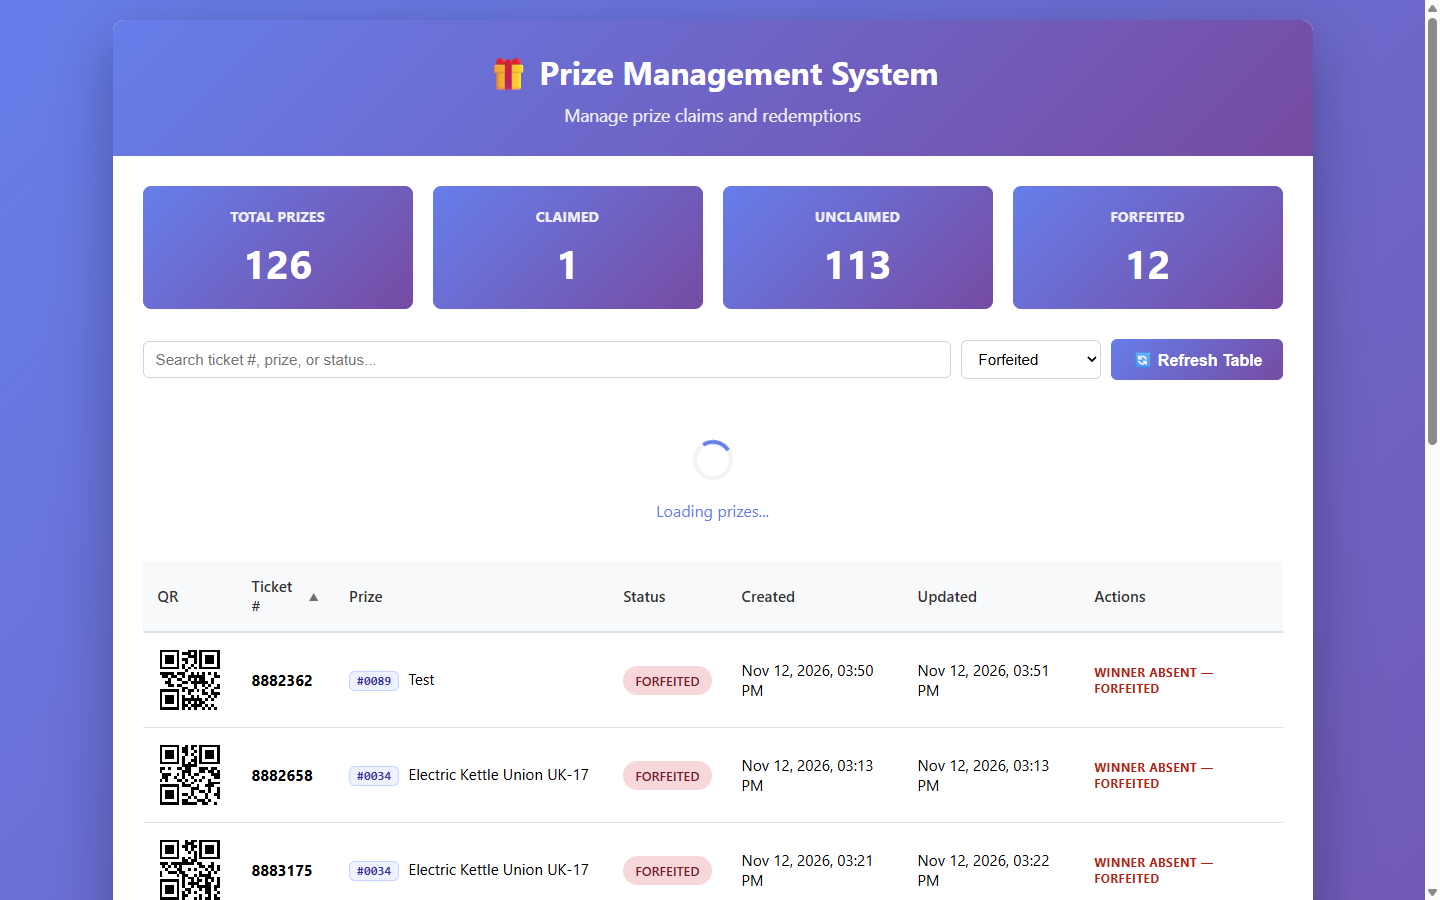 Prize Management System
Manage prize claims and redemptions
TOTAL PRIZES
126
CLAIMED
1
UNCLAIMED
113
FORFEITED
12
Search ticket #, prize, or status...
Forfeited
Refresh Table
Loading prizes...
QR
Ticket #
▲
Prize
Status
Created
Updated
Actions
8882362
#0089 Test
FORFEITED
Nov 12, 2026, 03:50
PM
Nov 12, 2026, 03:51
PM
WINNER ABSENT —
FORFEITED
8882658
#0034 Electric Kettle Union UK-17
FORFEITED
Nov 12, 2026, 03:13
PM
Nov 12, 2026, 03:13
PM
WINNER ABSENT —
FORFEITED
8883175
#0034 Electric Kettle Union UK-17
FORFEITED
Nov 12, 2026, 03:21
PM
Nov 12, 2026, 03:22
PM
WINNER ABSENT —
FORFEITED